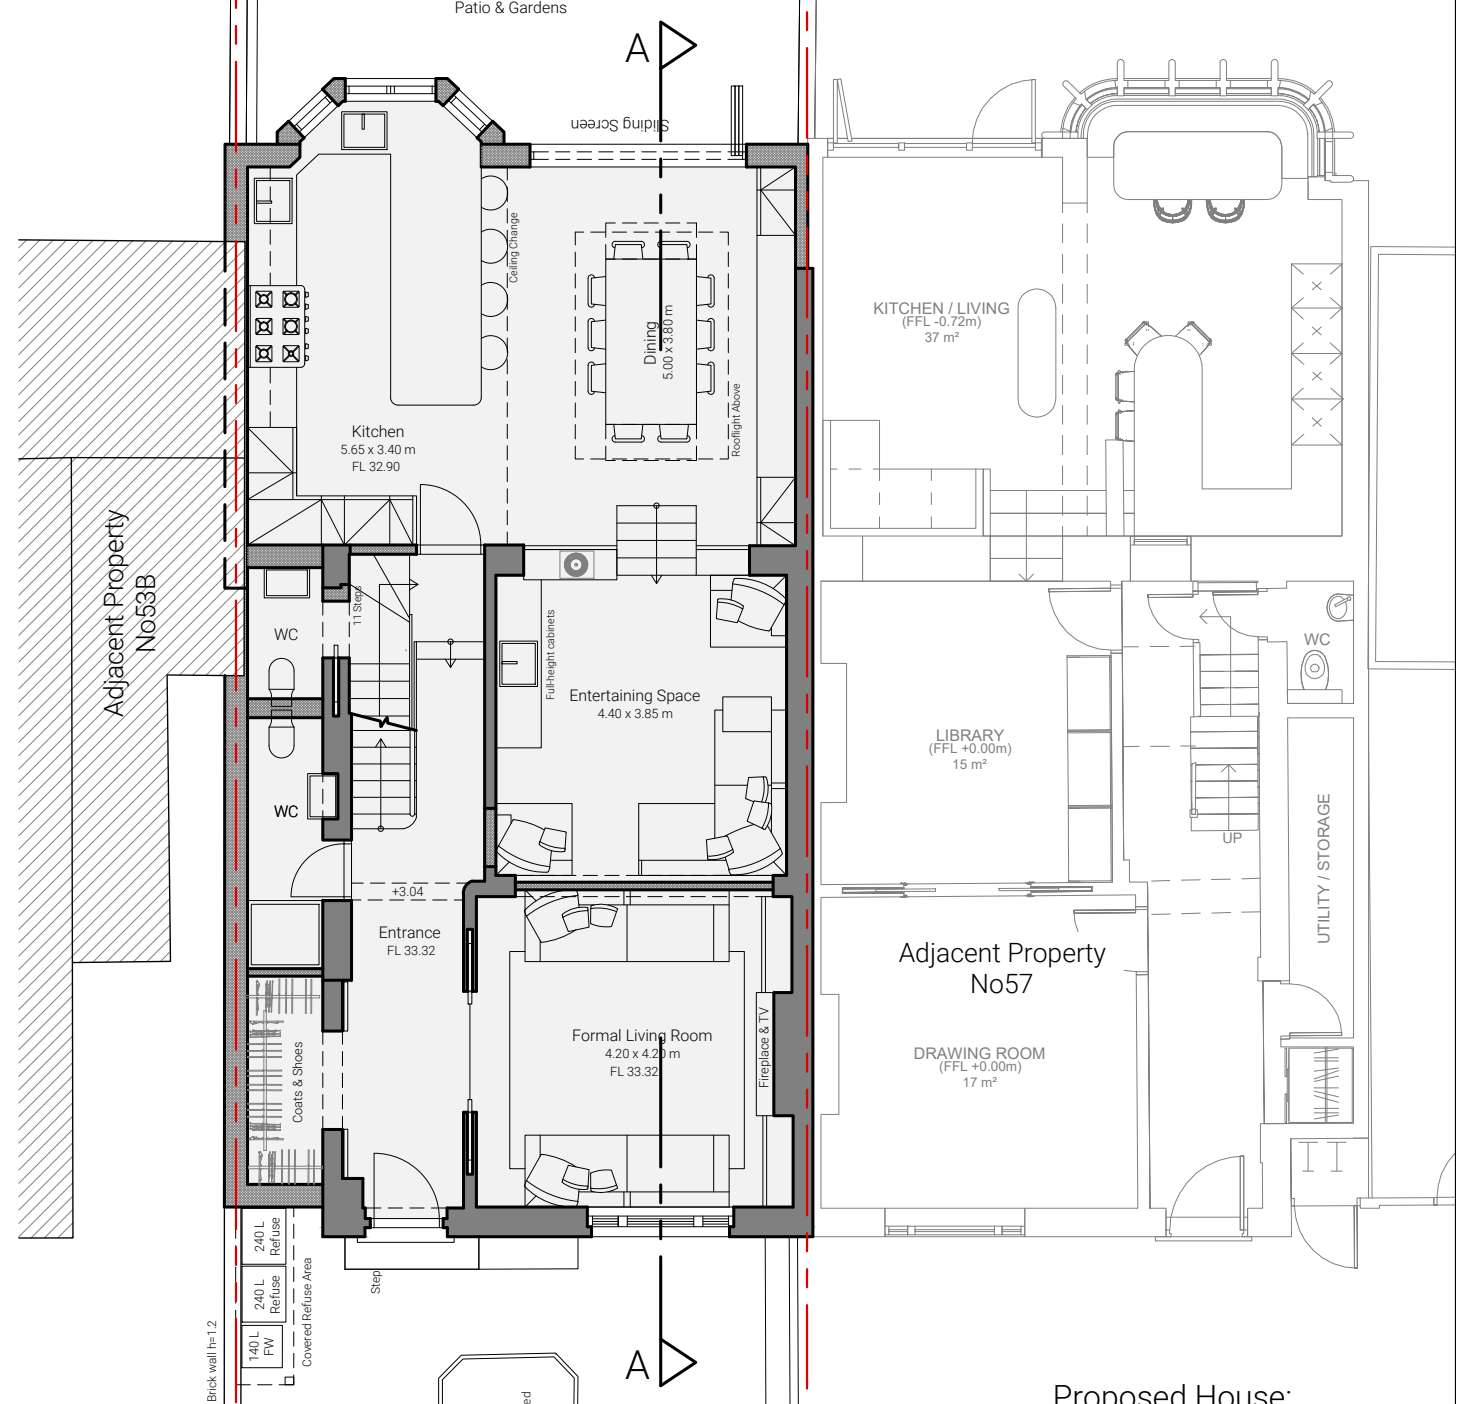 Patio & Gardens
A
Sliding Screen
Ceiling Change
Dining
5.00 x 3.80 m
Rooflight Above
Kitchen
5.65 x 3.40 m
FL 32.90
KITCHEN / LIVING
(FFL -0.72m)
37 m²
Adjacent Property
No53B
11 Steps
WC
Full-height cabinets
Entertaining Space
4.40 x 3.85 m
WC
LIBRARY
(FFL +0.00m)
15 m²
WC
UP
UTILITY / STORAGE
+3.04
Entrance
FL 33.32
Adjacent Property
No57
Formal Living Room
4.20 x 4.20 m
FL 33.32
Fireplace & TV
Coats & Shoes
DRAWING ROOM
(FFL +0.00m)
17 m²
240 L
Refuse
240 L
Refuse
140 L
FW
Covered Refuse Area
Step
Brick wall h=1.2
A
ed
Proposed House: